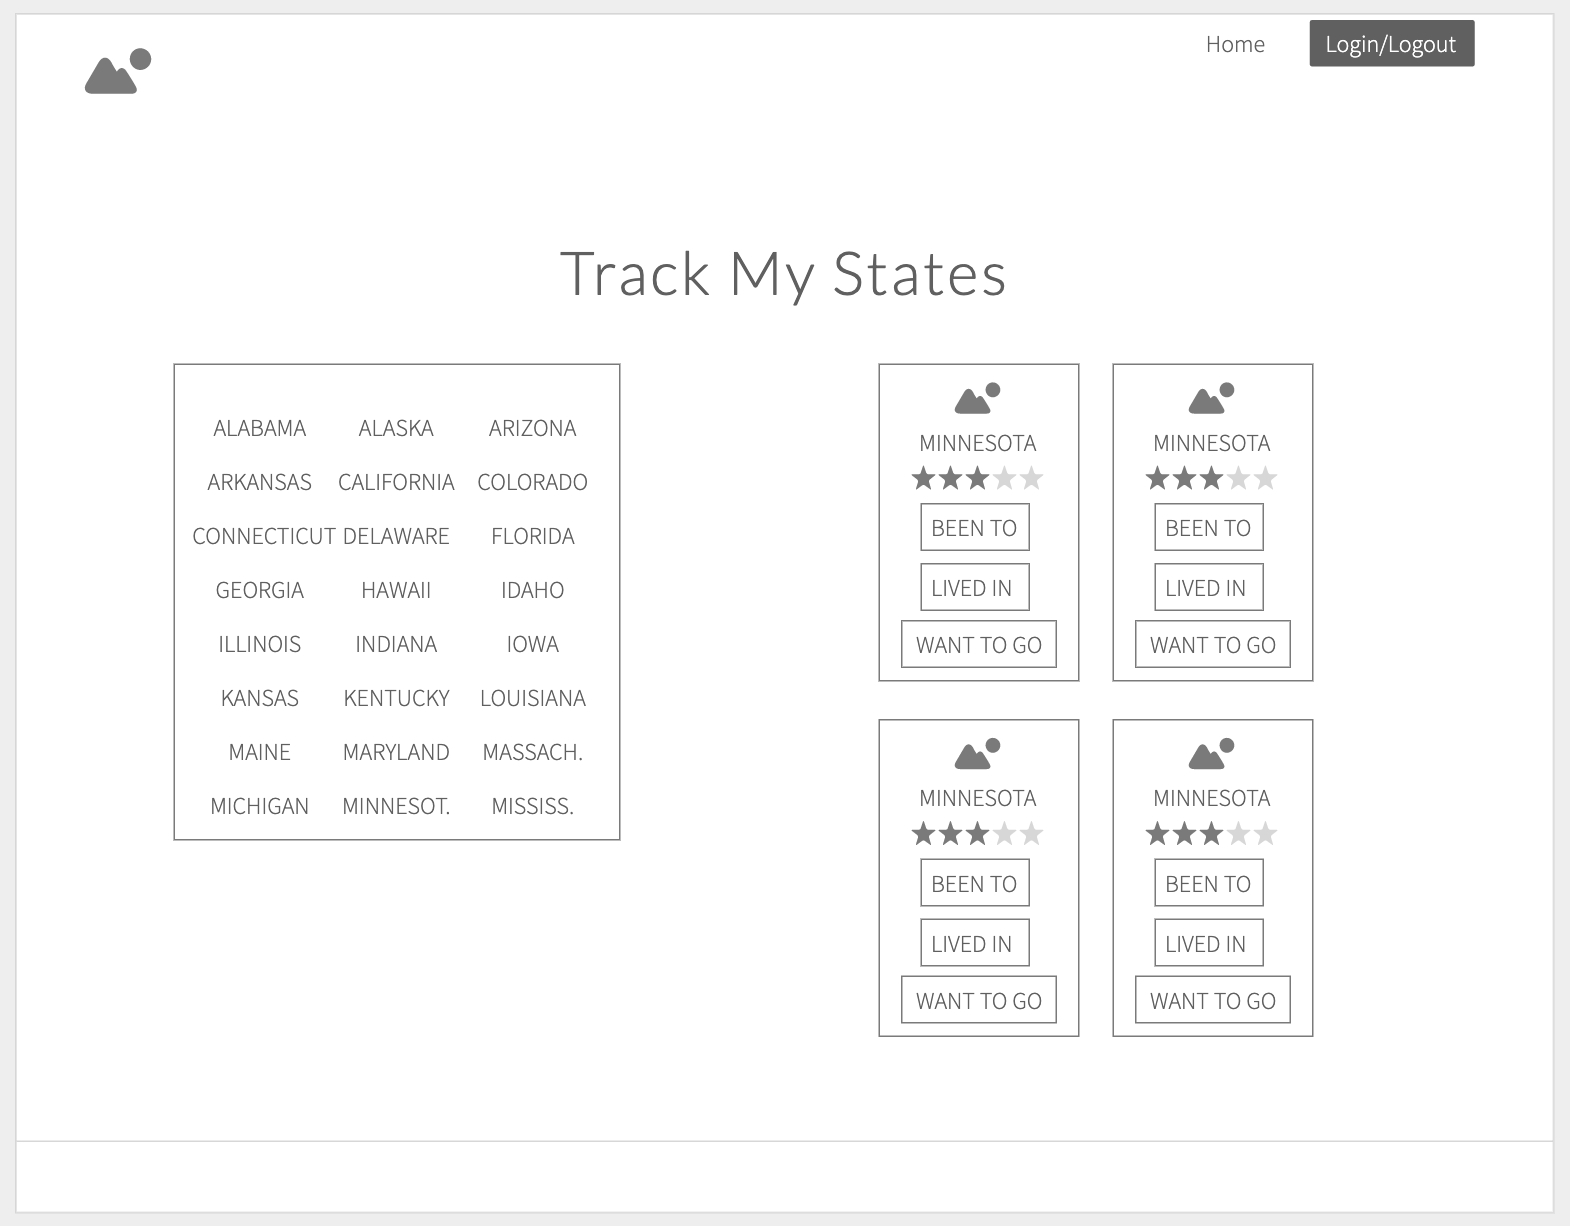 Home Login/Logout
Track My States
ALABAMA ALASKA ARIZONA
ARKANSAS CALIFORNIA COLORADO
CONNECTICUT DELAWARE FLORIDA
GEORGIA HAWAII IDAHO
ILLINOIS INDIANA IOWA
KANSAS KENTUCKY LOUISIANA
MAINE MARYLAND MASSACH.
MICHIGAN MINNESOT. MISSISS.
MINNESOTA
BEEN TO
LIVED IN
WANT TO GO
MINNESOTA
BEEN TO
LIVED IN
WANT TO GO
MINNESOTA
BEEN TO
LIVED IN
WANT TO GO
MINNESOTA
BEEN TO
LIVED IN
WANT TO GO